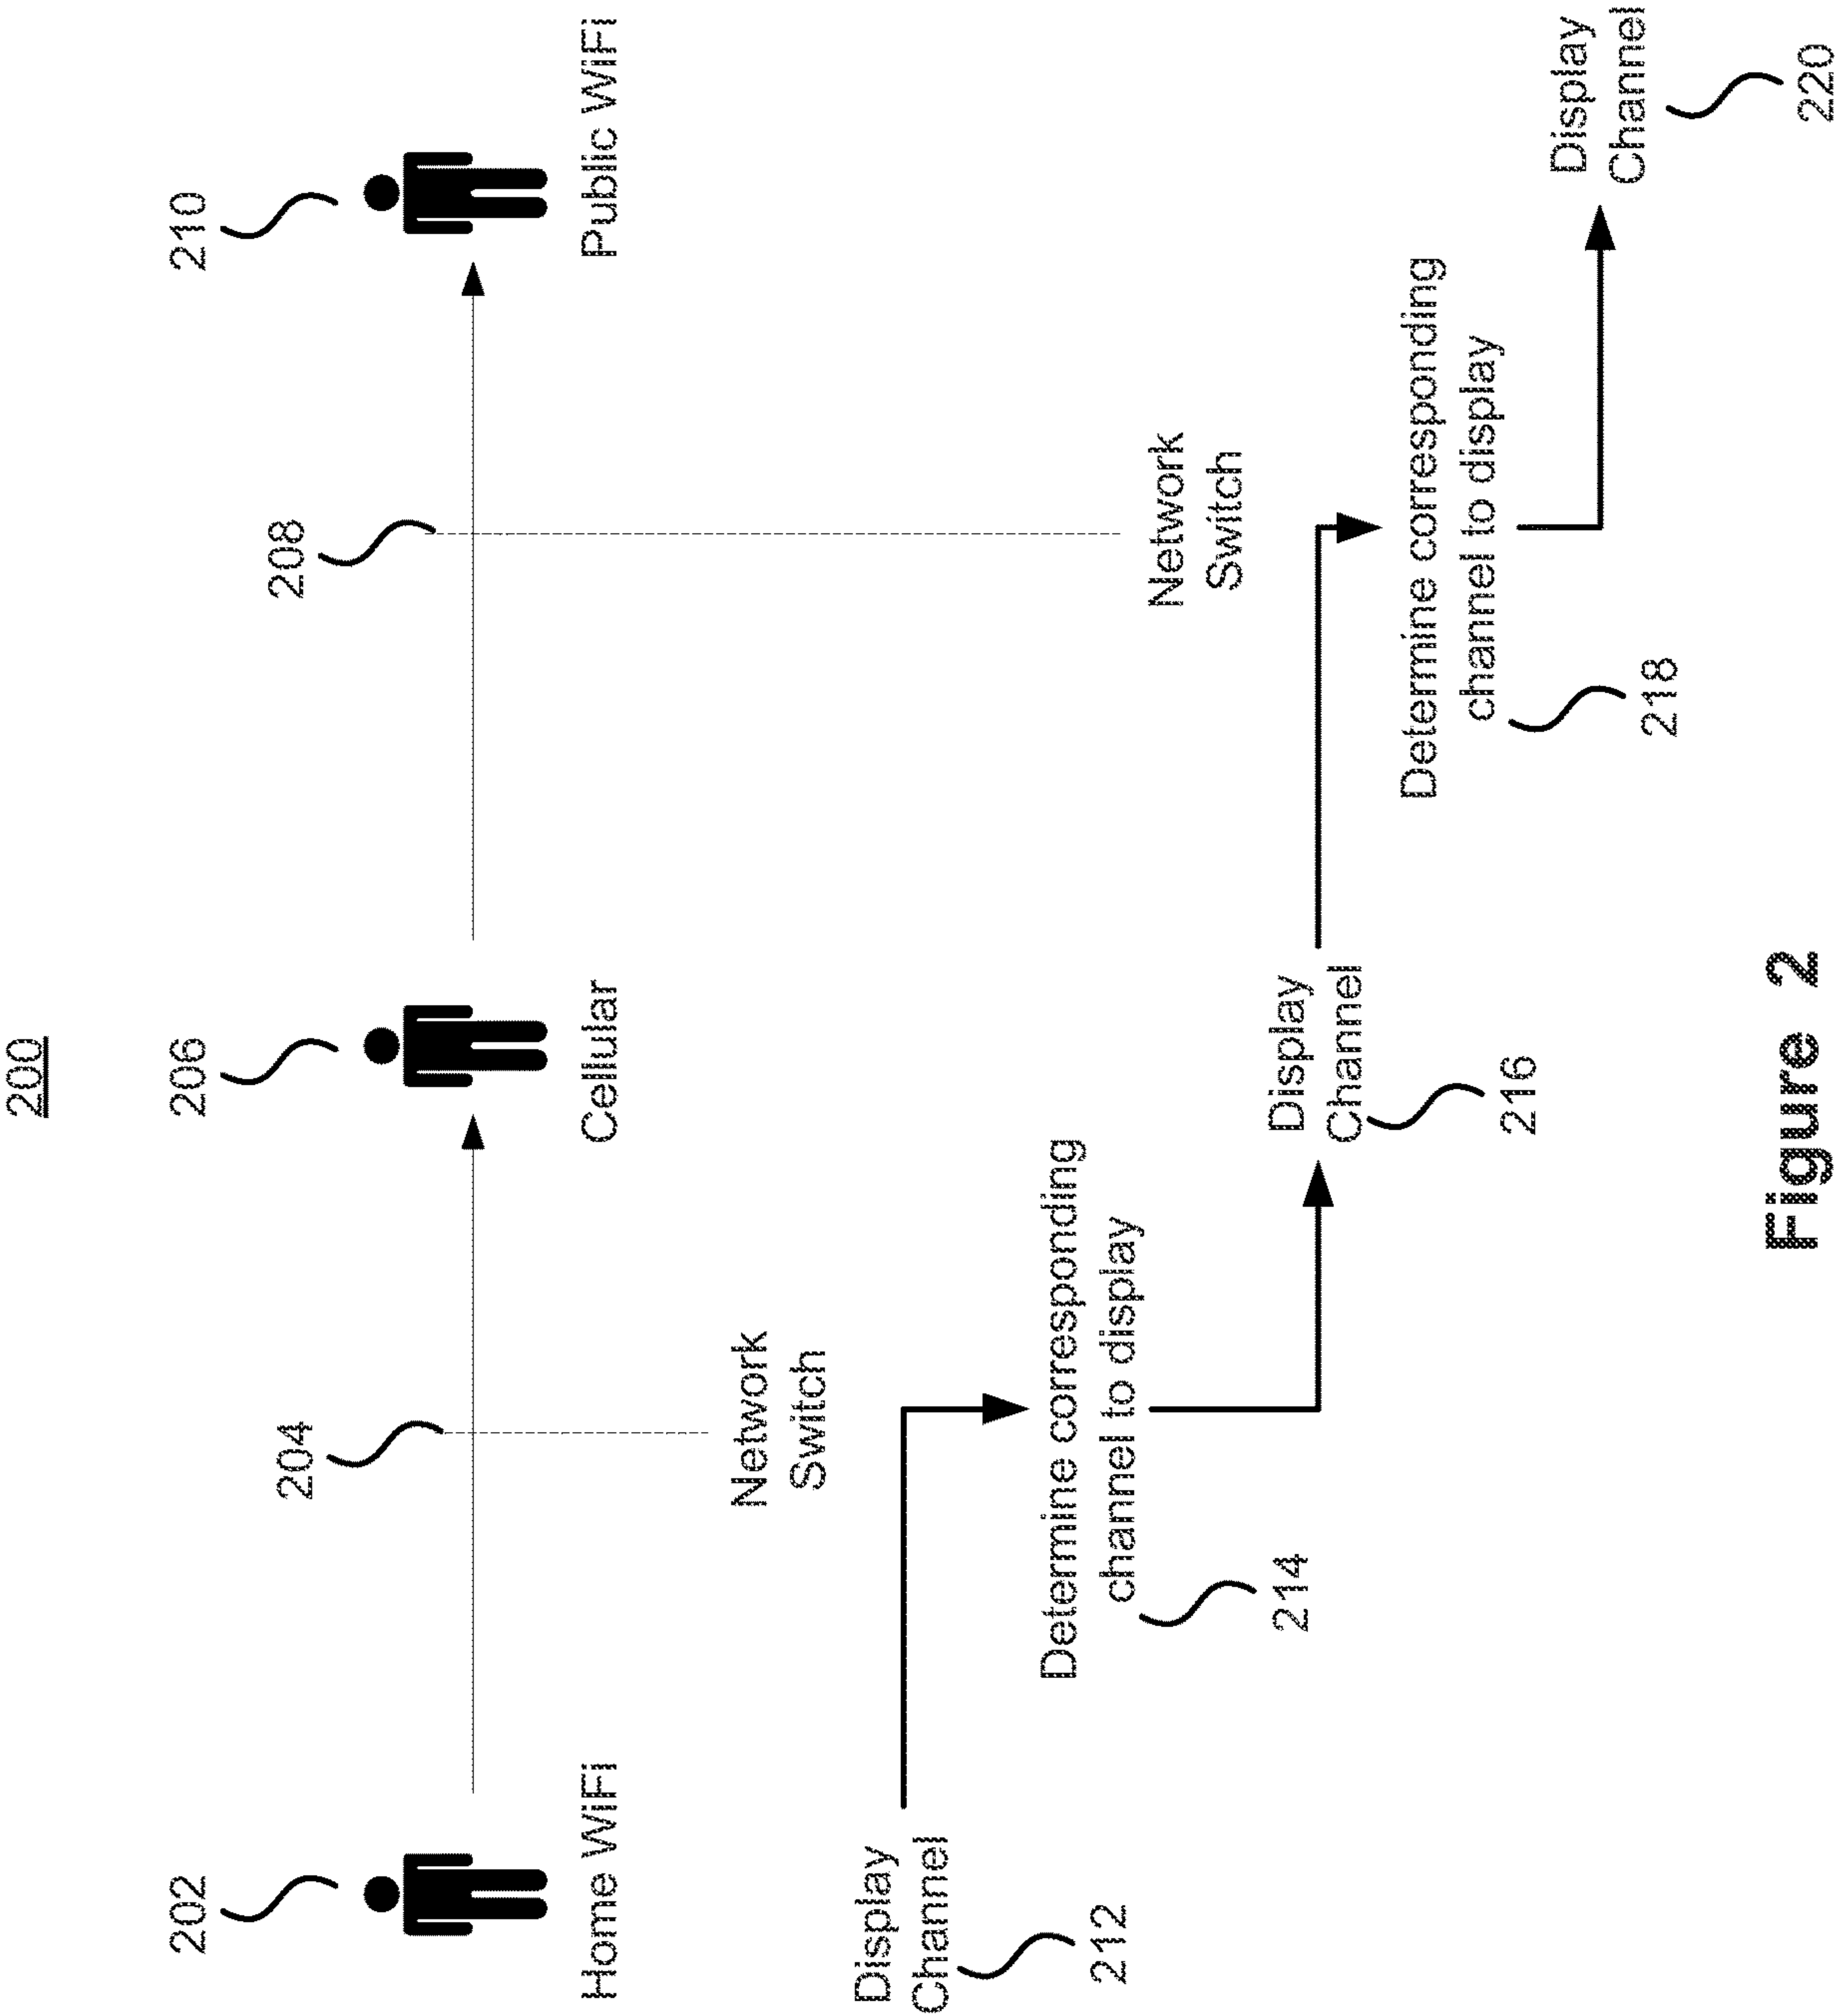 200
202
206
210
204
208
Home WiFi
Cellular
Public WiFi
Network
Switch
Network
Switch
Display
Channel
212
Determine corresponding
channel to display
214
Display
Channel
216
Determine corresponding
channel to display
218
Display
Channel
220
Figure 2